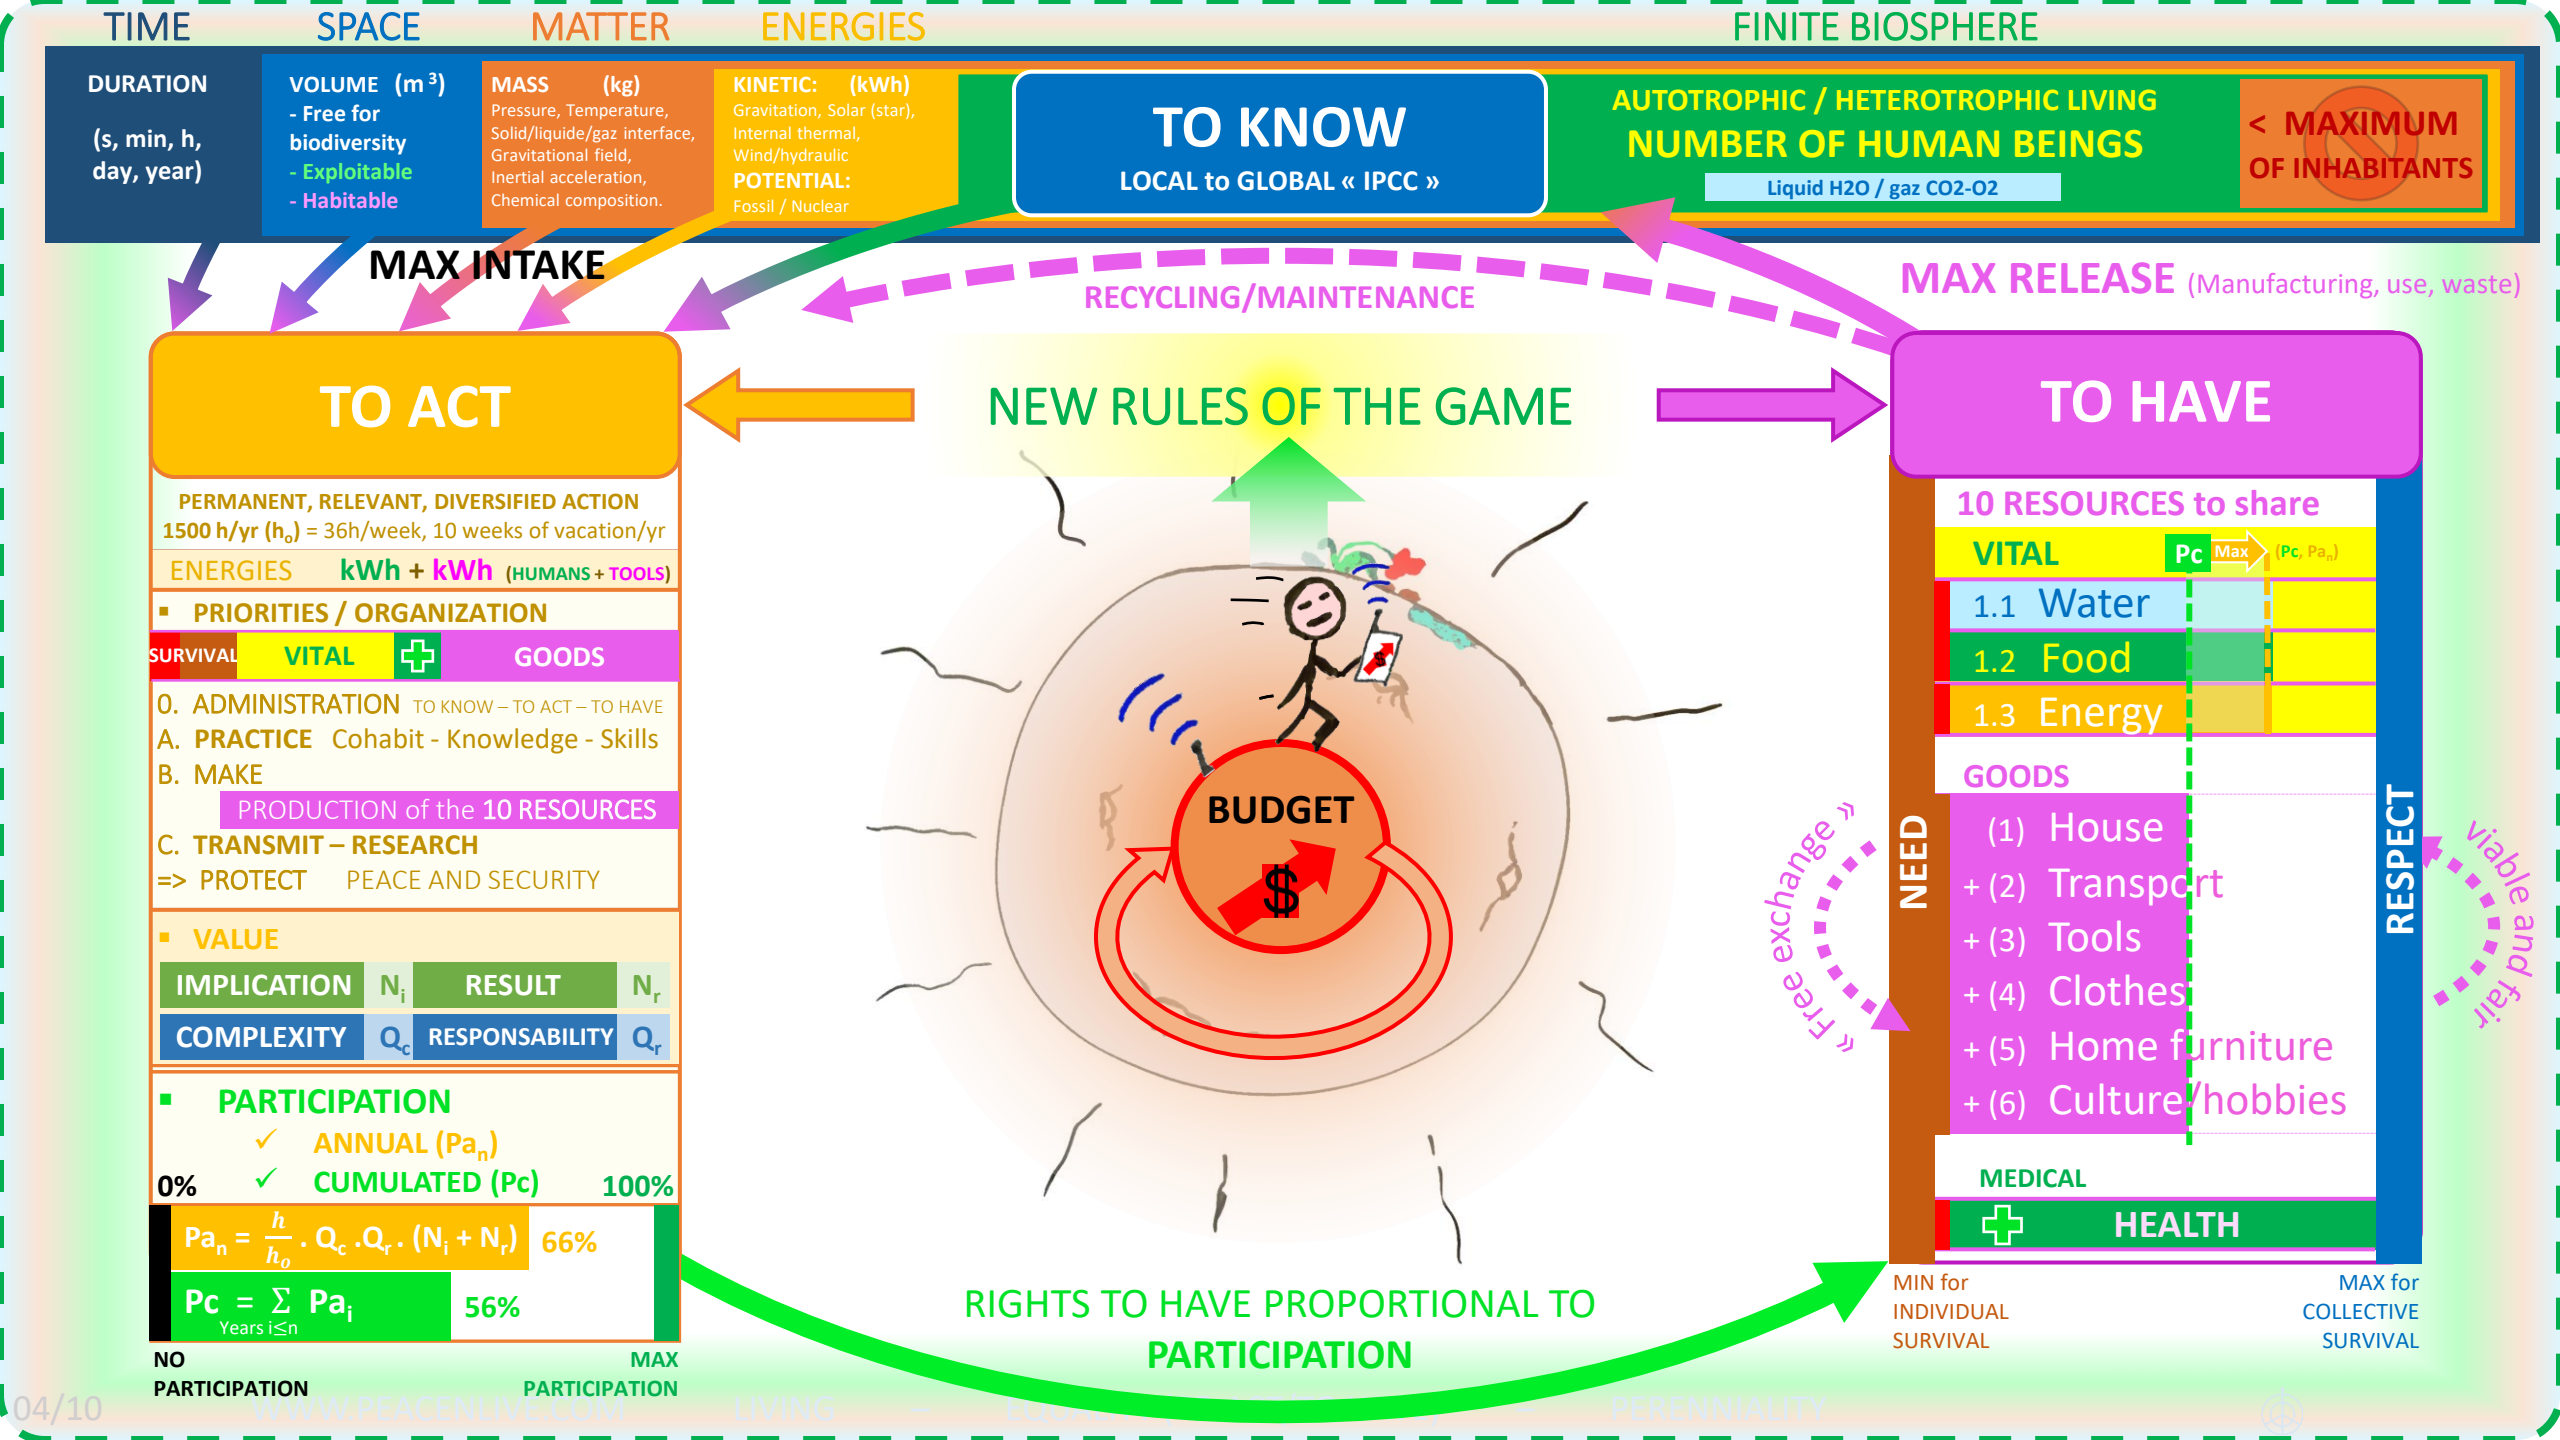 TIME
SPACE
MATTER
ENERGIES
FINITE BIOSPHERE
DURATION
(s, min, h,
day, year)
VOLUME (m³)
- Free for
biodiversity
- Exploitable
- Habitable
MASS (kg)
Pressure, Temperature,
Solid/liquide/gaz interface,
Gravitational field,
Inertial acceleration,
Chemical composition.
KINETIC: (kWh)
Gravitation, Solar (star),
Internal thermal,
Wind/hydraulic
POTENTIAL:
Fossil / Nuclear
TO KNOW
LOCAL to GLOBAL « IPCC »
AUTOTROPHIC / HETEROTROPHIC LIVING
NUMBER OF HUMAN BEINGS
Liquid H2O / gaz CO2-O2
< MAXIMUM
OF INHABITANTS
MAX INTAKE
RECYCLING/MAINTENANCE
MAX RELEASE (Manufacturing, use, waste)
TO ACT
NEW RULES OF THE GAME
TO HAVE
PERMANENT, RELEVANT, DIVERSIFIED ACTION
1500 h/yr (hₒ) = 36h/week, 10 weeks of vacation/yr
ENERGIES kWh + kWh (HUMANS + TOOLS)
▪ PRIORITIES / ORGANIZATION
SURVIVAL VITAL GOODS
0. ADMINISTRATION TO KNOW – TO ACT – TO HAVE
A. PRACTICE Cohabit - Knowledge - Skills
B. MAKE
PRODUCTION of the 10 RESOURCES
C. TRANSMIT – RESEARCH
=> PROTECT PEACE AND SECURITY
▪ VALUE
IMPLICATION Nᵢ RESULT Nᵣ
COMPLEXITY Q_c RESPONSABILITY Qᵣ
▪ PARTICIPATION
✓ ANNUAL (Paₙ)
✓ CUMULATED (Pc)
0% 100%
Paₙ = h/hₒ . Q_c .Qᵣ . (Nᵢ + Nᵣ) 66%
Pc = Σ Paᵢ 56%
Years i≤n
NO
PARTICIPATION
MAX
PARTICIPATION
BUDGET
$
RIGHTS TO HAVE PROPORTIONAL TO
PARTICIPATION
10 RESOURCES to share
VITAL Pc Max (Pc, Paₙ)
1.1 Water
1.2 Food
1.3 Energy
GOODS
(1) House
+ (2) Transport
+ (3) Tools
+ (4) Clothes
+ (5) Home furniture
+ (6) Culture/hobbies
MEDICAL
HEALTH
NEED
RESPECT
« Free exchange »
viable and fair
MIN for
INDIVIDUAL
SURVIVAL
MAX for
COLLECTIVE
SURVIVAL
04/10 WWW.PEACENLIVE.COM LIVING – – PERENNIALITY